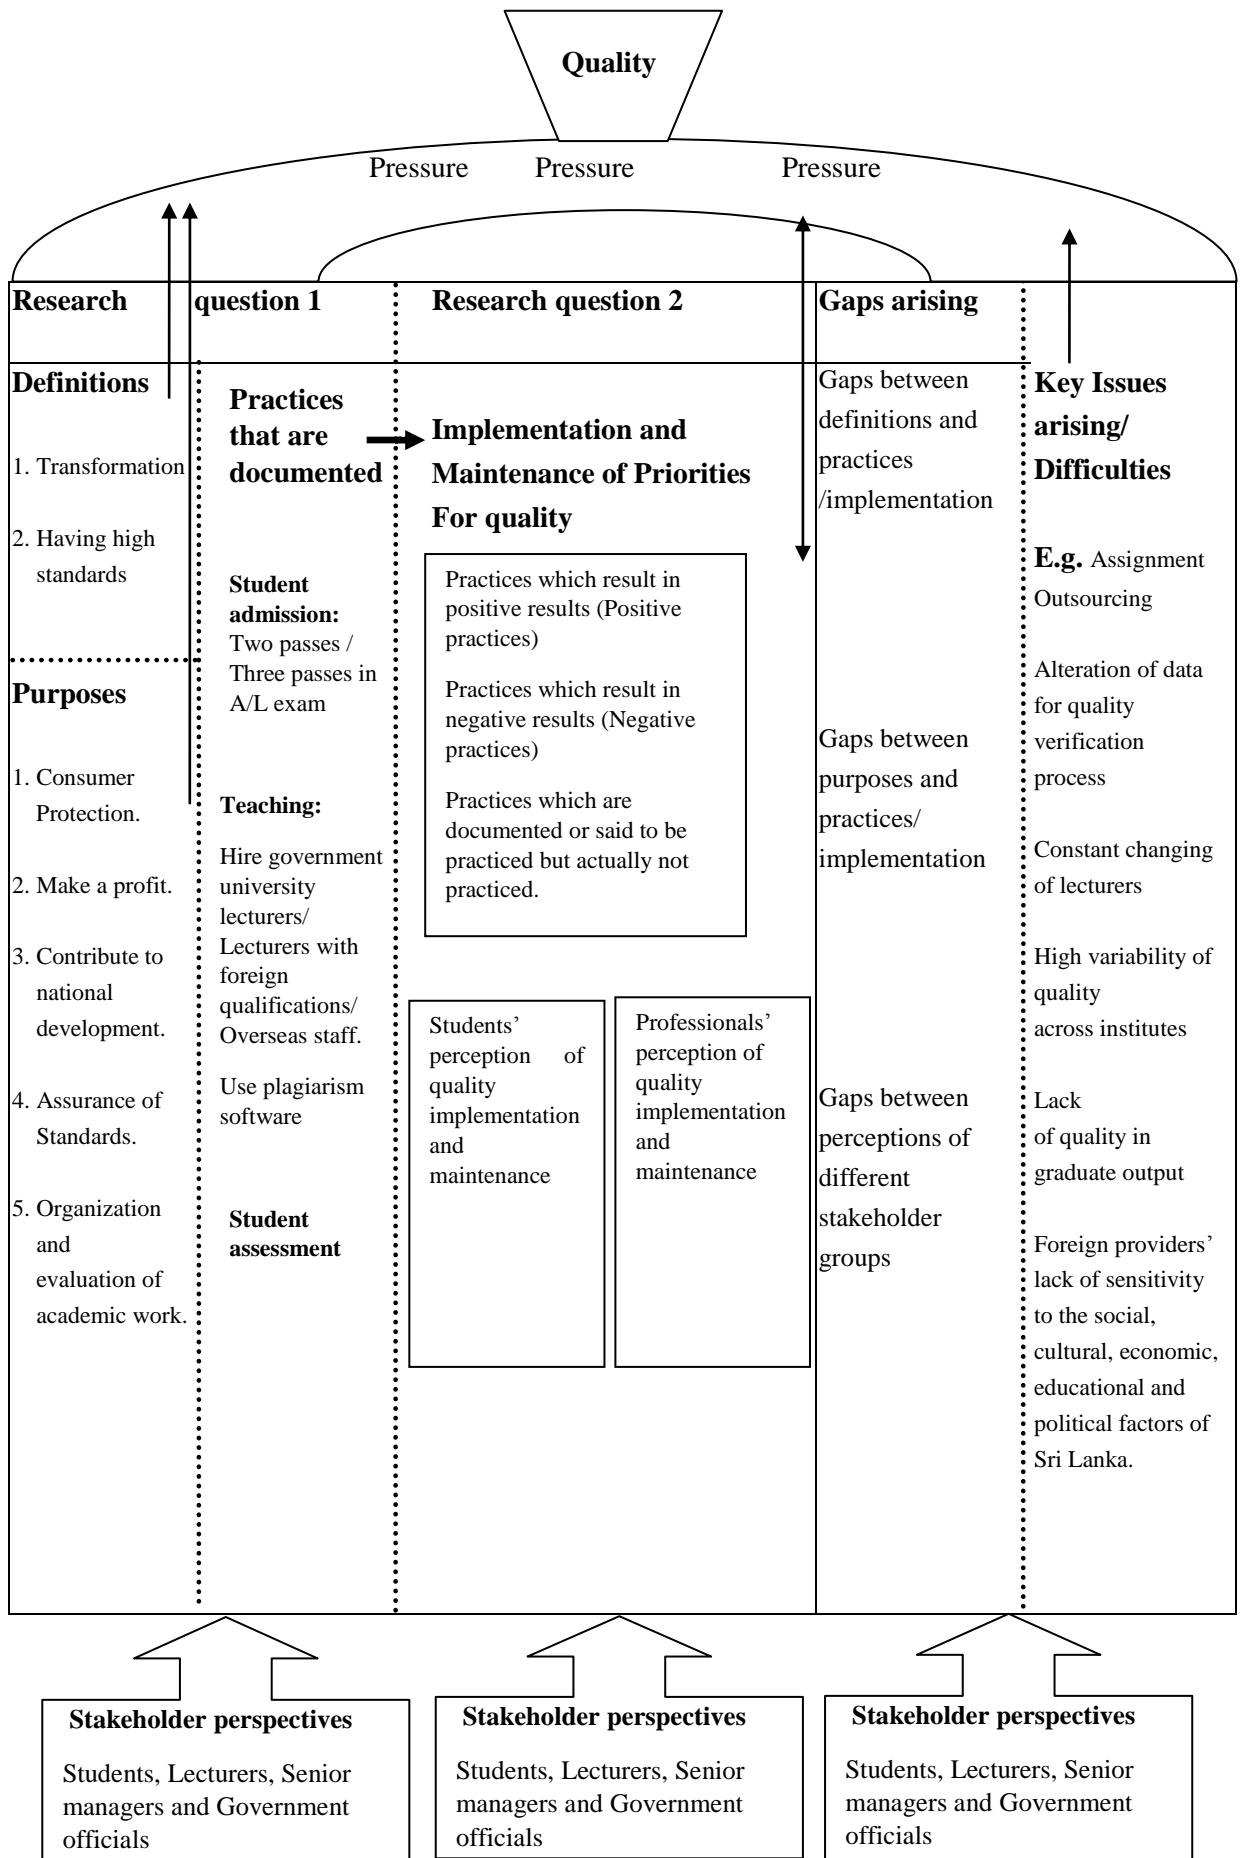 Quality
Pressure Pressure Pressure
Research question 1
Research question 2
Gaps arising
Definitions
1. Transformation
2. Having high
standards
Purposes
1. Consumer
Protection.
2. Make a profit.
3. Contribute to
national
development.
4. Assurance of
Standards.
5. Organization
and
evaluation of
academic work.
Practices
that are
documented
Student
admission:
Two passes /
Three passes in
A/L exam
Teaching:
Hire government
university
lecturers/
Lecturers with
foreign
qualifications/
Overseas staff.
Use plagiarism
software
Student
assessment
Implementation and
Maintenance of Priorities
For quality
Practices which result in
positive results (Positive
practices)
Practices which result in
negative results (Negative
practices)
Practices which are
documented or said to be
practiced but actually not
practiced.
Students’
perception of
quality
implementation
and
maintenance
Professionals’
perception of
quality
implementation
and
maintenance
Gaps between
definitions and
practices
/implementation
Gaps between
purposes and
practices/
implementation
Gaps between
perceptions of
different
stakeholder
groups
Key Issues
arising/
Difficulties
E.g. Assignment
Outsourcing
Alteration of data
for quality
verification
process
Constant changing
of lecturers
High variability of
quality
across institutes
Lack
of quality in
graduate output
Foreign providers’
lack of sensitivity
to the social,
cultural, economic,
educational and
political factors of
Sri Lanka.
Stakeholder perspectives
Students, Lecturers, Senior
managers and Government
officials
Stakeholder perspectives
Students, Lecturers, Senior
managers and Government
officials
Stakeholder perspectives
Students, Lecturers, Senior
managers and Government
officials